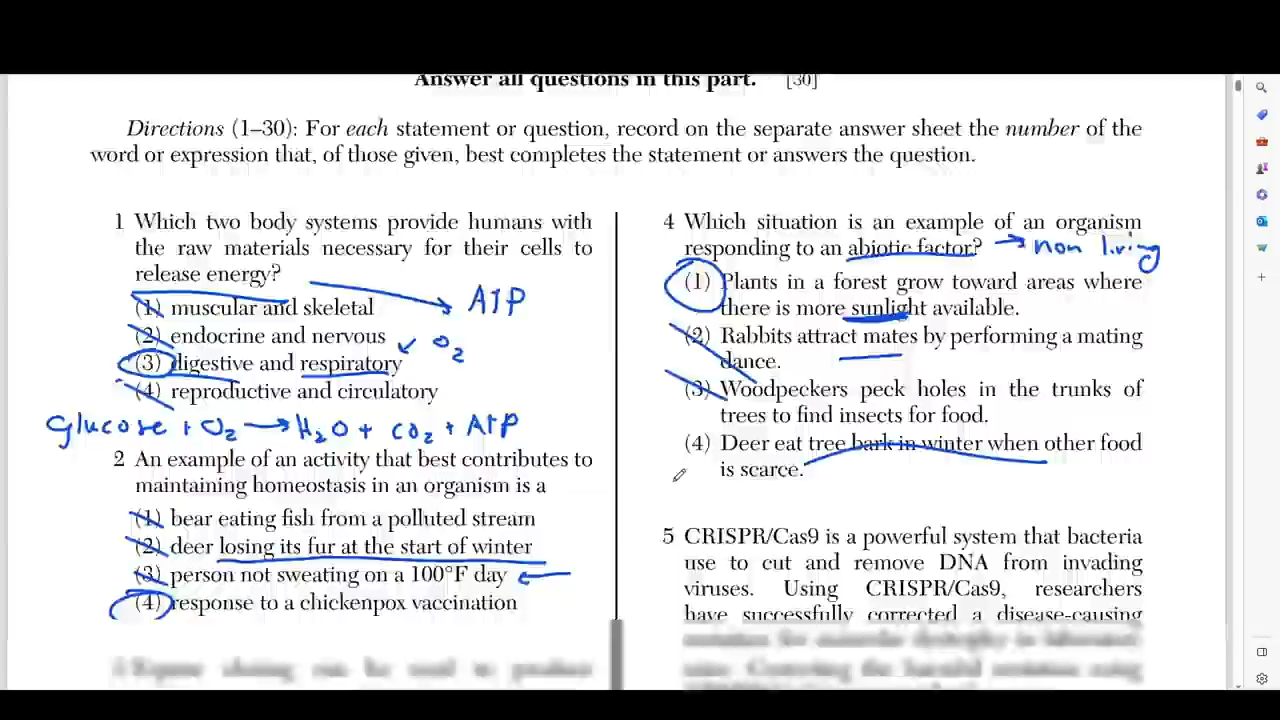 Answer all questions in this part. [30]
Directions (1–30): For each statement or question, record on the separate answer sheet the number of the
word or expression that, of those given, best completes the statement or answers the question.
1 Which two body systems provide humans with
the raw materials necessary for their cells to
release energy?
ATP
(1) muscular and skeletal
(2) endocrine and nervous
O2
(3) digestive and respiratory
(4) reproductive and circulatory
Glucose + O2 → H2O + CO2 + ATP
2 An example of an activity that best contributes to
maintaining homeostasis in an organism is a
(1) bear eating fish from a polluted stream
(2) deer losing its fur at the start of winter
(3) person not sweating on a 100°F day
(4) response to a chickenpox vaccination
4 Which situation is an example of an organism
responding to an abiotic factor? → non living
(1) Plants in a forest grow toward areas where
there is more sunlight available.
(2) Rabbits attract mates by performing a mating
dance.
(3) Woodpeckers peck holes in the trunks of
trees to find insects for food.
(4) Deer eat tree bark in winter when other food
is scarce.
5 CRISPR/Cas9 is a powerful system that bacteria
use to cut and remove DNA from invading
viruses. Using CRISPR/Cas9, researchers
have successfully corrected a disease-causing